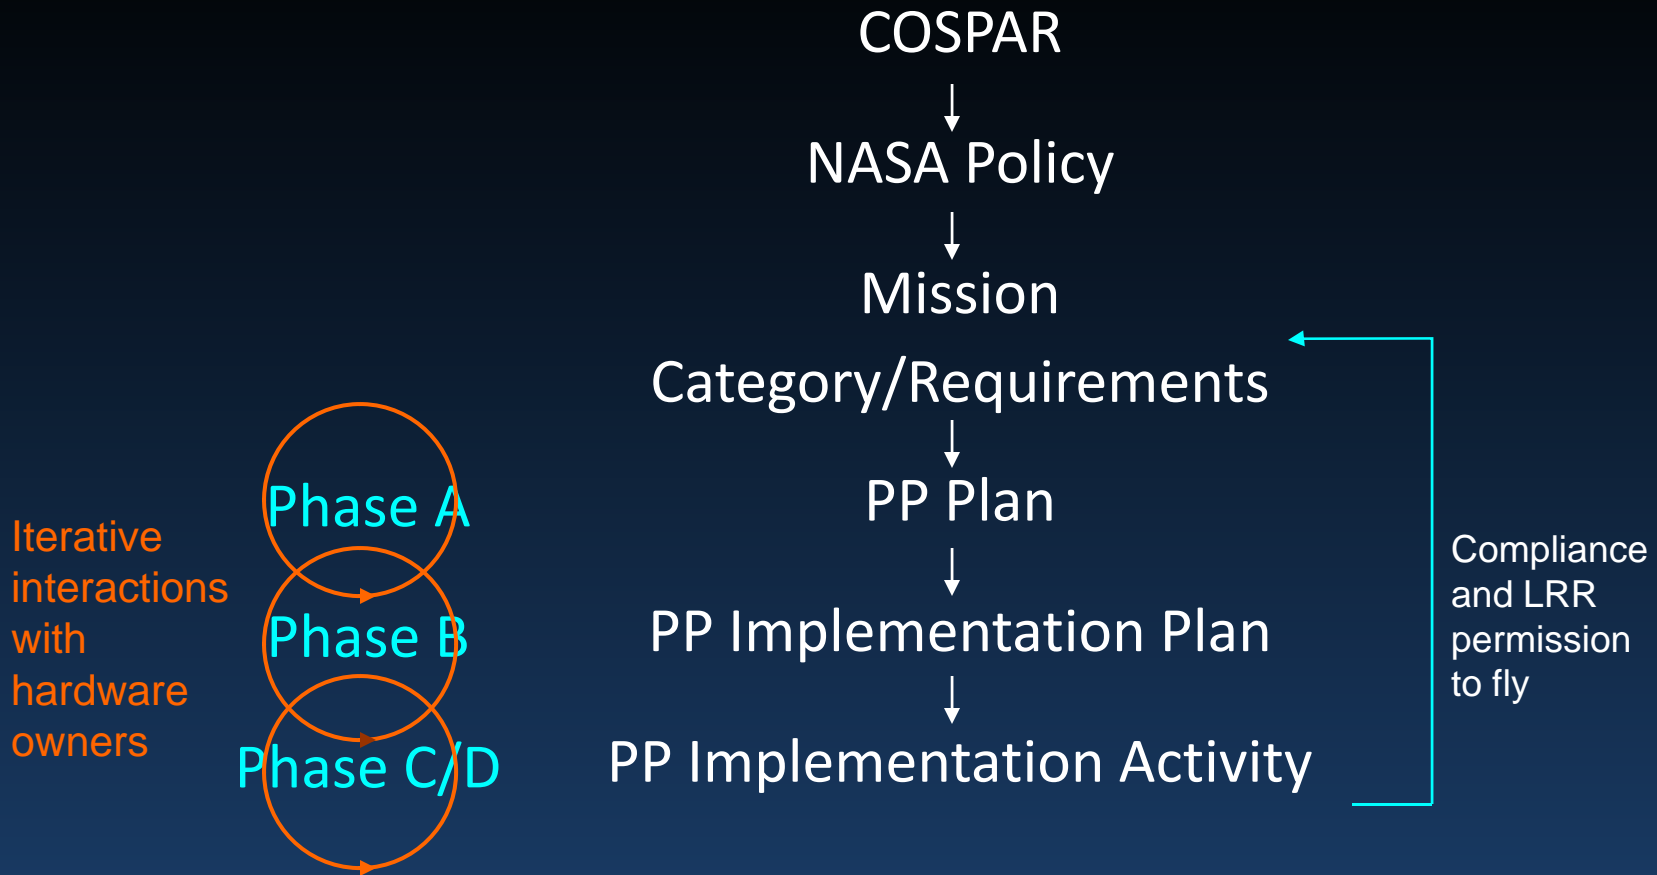 COSPAR
NASA Policy
Mission
Category/Requirements
Phase A
PP Plan
Iterative
interactions
with
hardware
owners
Phase B
PP Implementation Plan
Compliance
and LRR
permission
to fly
Phase C/D
PP Implementation Activity